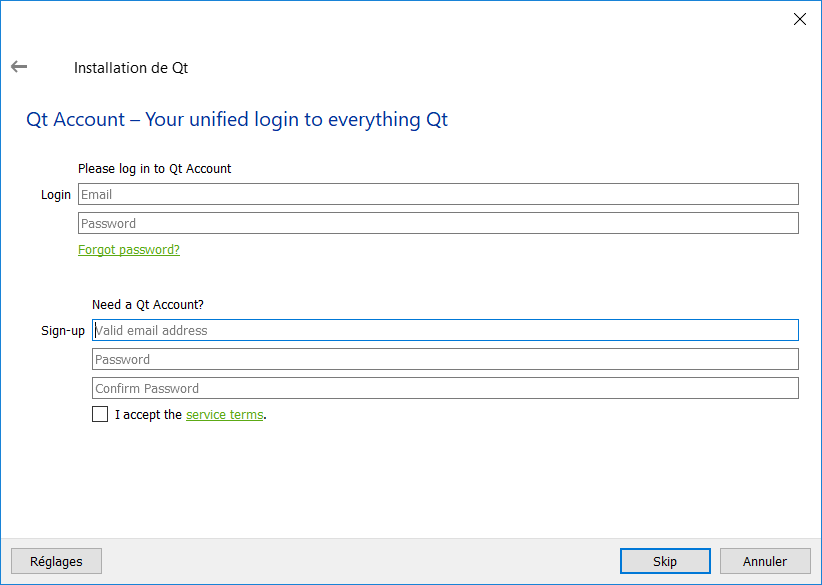 Installation de Qt
Qt Account – Your unified login to everything Qt
Please log in to Qt Account
Login Email
Password
Forgot password?
Need a Qt Account?
Sign-up Valid email address
Password
Confirm Password
I accept the service terms.
Réglages Skip Annuler